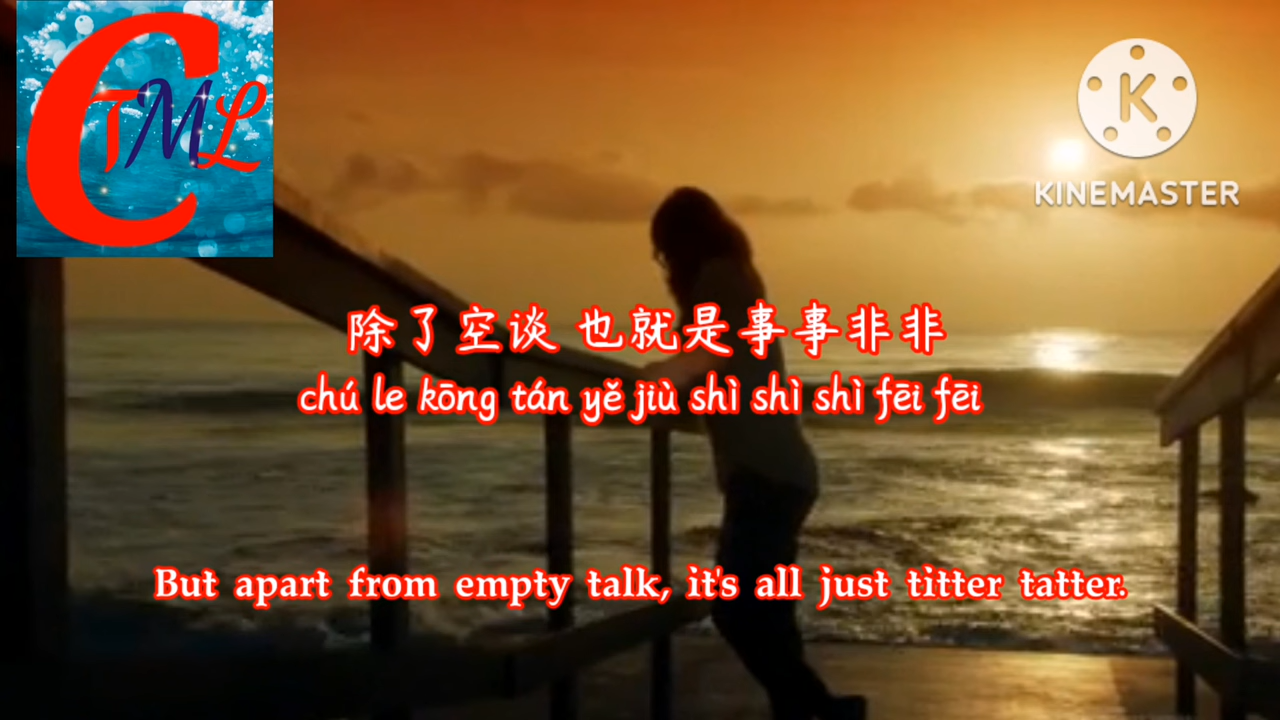 CTML
KINEMASTER
除了空谈 也就是事事非非
chú le kōng tán yě jiù shì shì shì fēi fēi
But apart from empty talk, it's all just titter tatter.